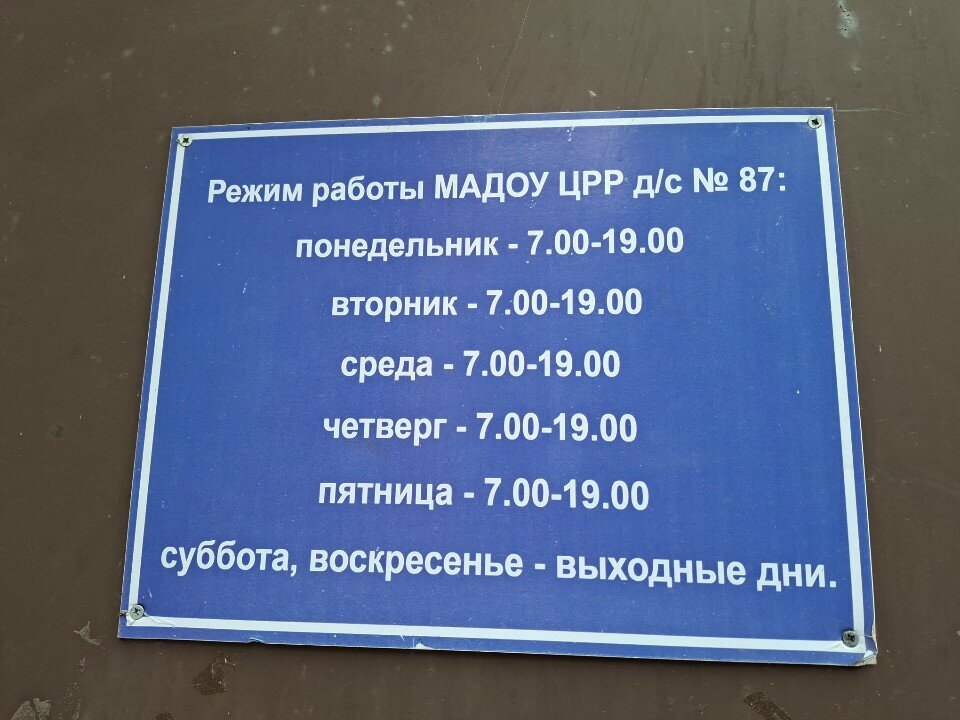 Режим работы МАДОУ ЦРР д/с № 87:
понедельник - 7.00-19.00
вторник - 7.00-19.00
среда - 7.00-19.00
четверг - 7.00-19.00
пятница - 7.00-19.00
суббота, воскресенье - выходные дни.